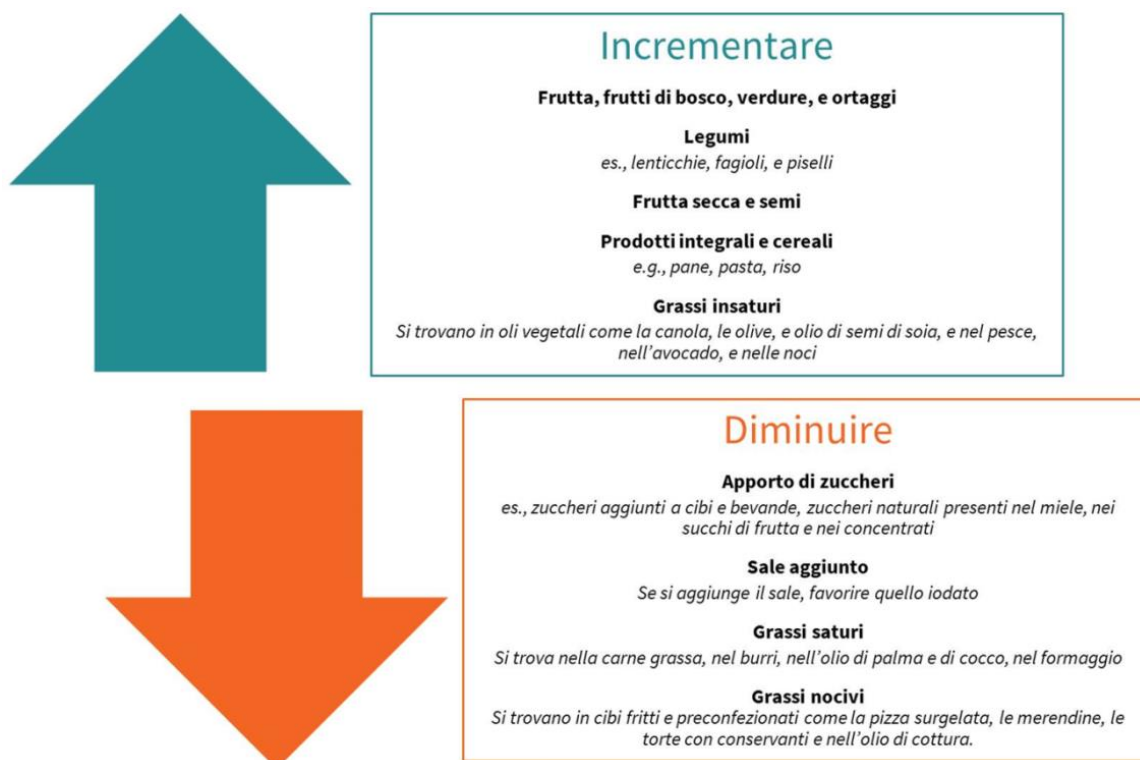 Incrementare
Frutta, frutti di bosco, verdure, e ortaggi
Legumi
es., lenticchie, fagioli, e piselli
Frutta secca e semi
Prodotti integrali e cereali
e.g., pane, pasta, riso
Grassi insaturi
Si trovano in oli vegetali come la canola, le olive, e olio di semi di soia, e nel pesce,
nell'avocado, e nelle noci
Diminuire
Apporto di zuccheri
es., zuccheri aggiunti a cibi e bevande, zuccheri naturali presenti nel miele, nei
succhi di frutta e nei concentrati
Sale aggiunto
Se si aggiunge il sale, favorire quello iodato
Grassi saturi
Si trova nella carne grassa, nel burri, nell'olio di palma e di cocco, nel formaggio
Grassi nocivi
Si trovano in cibi fritti e preconfezionati come la pizza surgelata, le merendine, le
torte con conservanti e nell'olio di cottura.